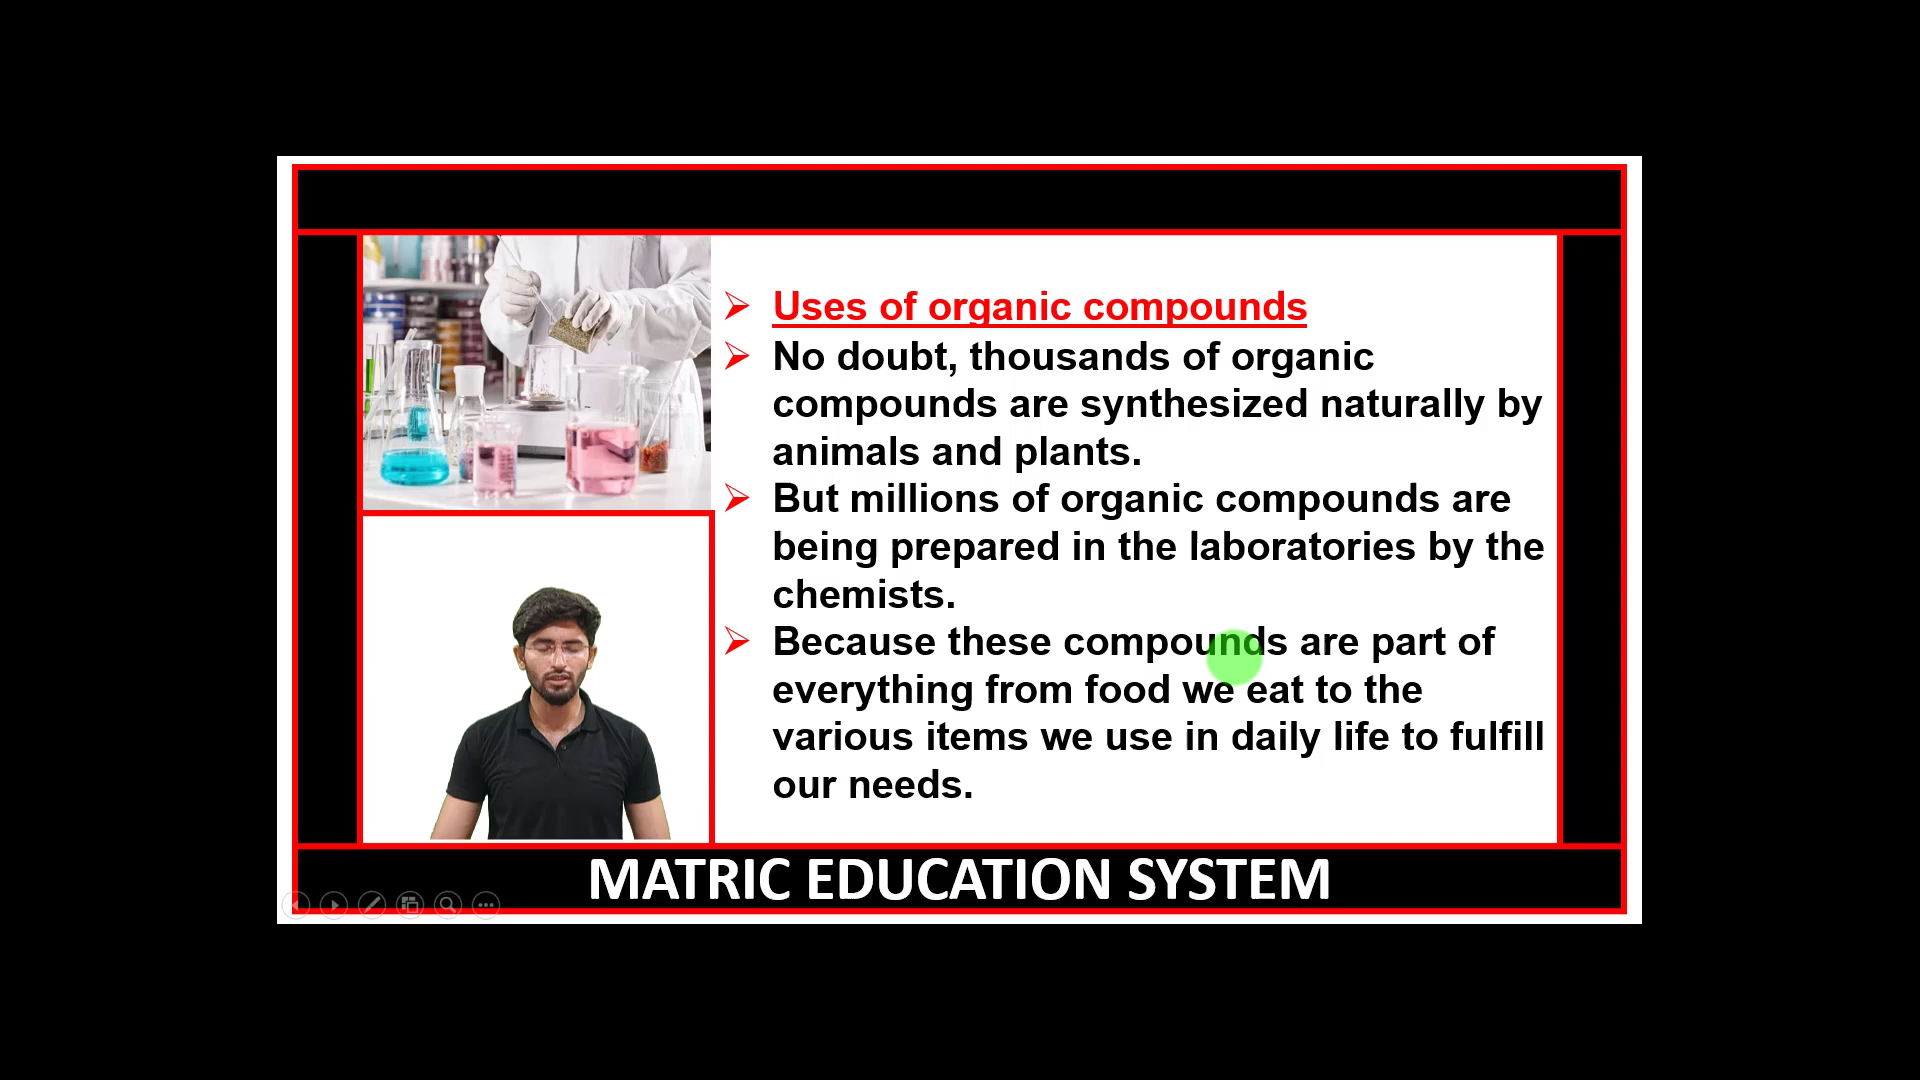 Uses of organic compounds
No doubt, thousands of organic
compounds are synthesized naturally by
animals and plants.
But millions of organic compounds are
being prepared in the laboratories by the
chemists.
Because these compounds are part of
everything from food we eat to the
various items we use in daily life to fulfill
our needs.
MATRIC EDUCATION SYSTEM